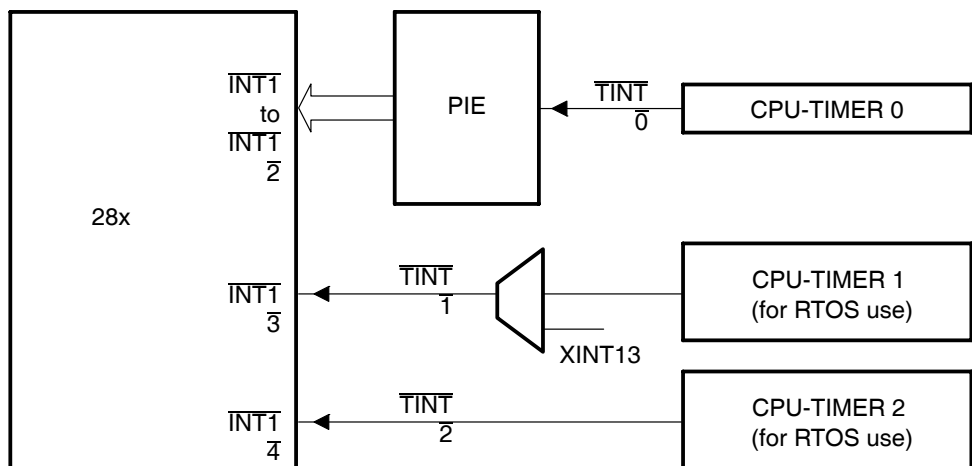 INT1
to
INT1
2
28x
PIE
TINT
0
CPU-TIMER 0
INT1
3
TINT
1
XINT13
CPU-TIMER 1
(for RTOS use)
INT1
4
TINT
2
CPU-TIMER 2
(for RTOS use)